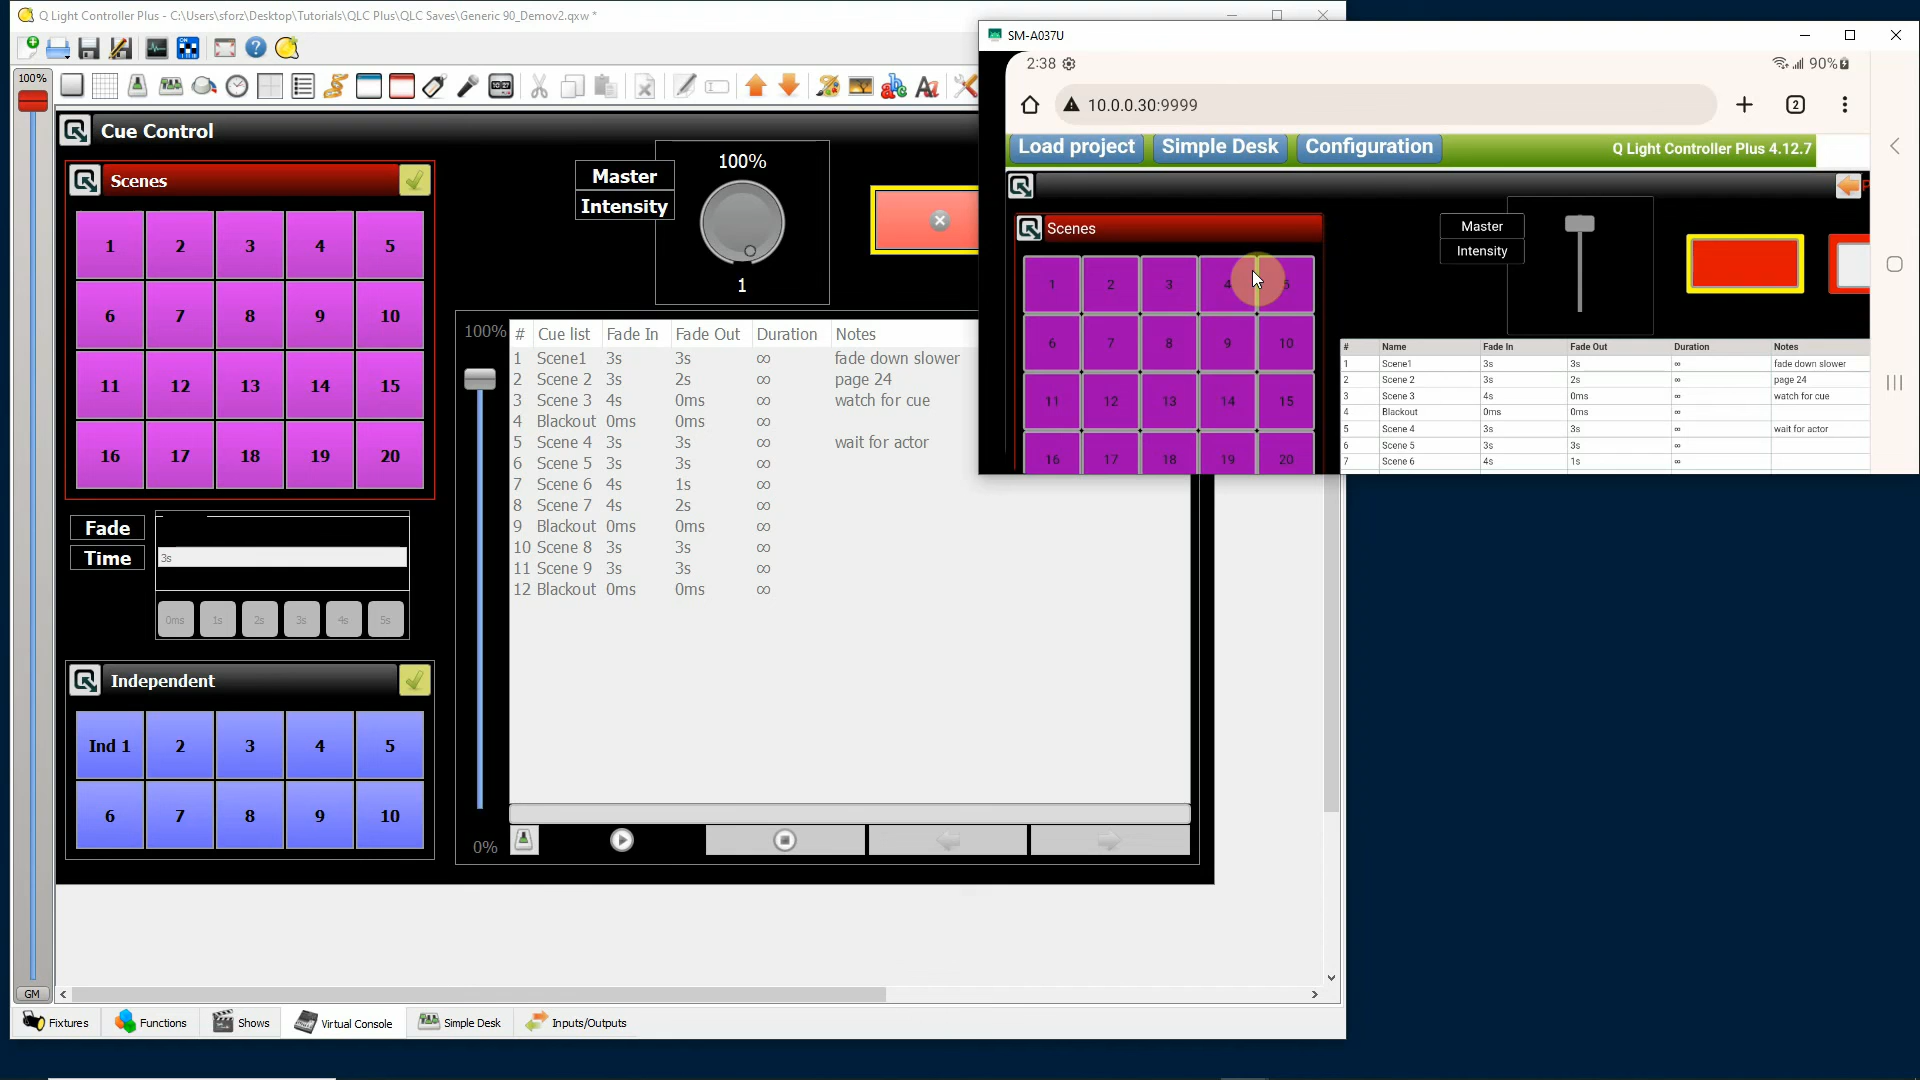 Q Light Controller Plus - C:\Users\sforz\Desktop\Tutorials\QLC Plus\QLC Saves\Generic 90_Demov2.qxw *
100%
Cue Control
Scenes
1 2 3 4 5
6 7 8 9 10
11 12 13 14 15
16 17 18 19 20
Master
Intensity
100%
1
Fade
Time
3s
0ms 1s 2s 3s 4s 5s
Independent
Ind 1 2 3 4 5
6 7 8 9 10
100%
0%
# Cue list Fade In Fade Out Duration Notes
1 Scene1 3s 3s ∞ fade down slower
2 Scene 2 3s 2s ∞ page 24
3 Scene 3 4s 0ms ∞ watch for cue
4 Blackout 0ms 0ms ∞
5 Scene 4 3s 3s ∞ wait for actor
6 Scene 5 3s 3s ∞
7 Scene 6 4s 1s ∞
8 Scene 7 4s 2s ∞
9 Blackout 0ms 0ms ∞
10 Scene 8 3s 3s ∞
11 Scene 9 3s 3s ∞
12 Blackout 0ms 0ms ∞
GM
Fixtures Functions Shows Virtual Console Simple Desk Inputs/Outputs
SM-A037U
2:38 90%
10.0.0.30:9999
2
Load project Simple Desk Configuration Q Light Controller Plus 4.12.7
Scenes
1 2 3 4 5
6 7 8 9 10
11 12 13 14 15
16 17 18 19 20
Master
Intensity
# Name Fade In Fade Out Duration Notes
1 Scene1 3s 3s ∞ fade down slower
2 Scene 2 3s 2s ∞ page 24
3 Scene 3 4s 0ms ∞ watch for cue
4 Blackout 0ms 0ms ∞
5 Scene 4 3s 3s ∞ wait for actor
6 Scene 5 3s 3s ∞
7 Scene 6 4s 1s ∞